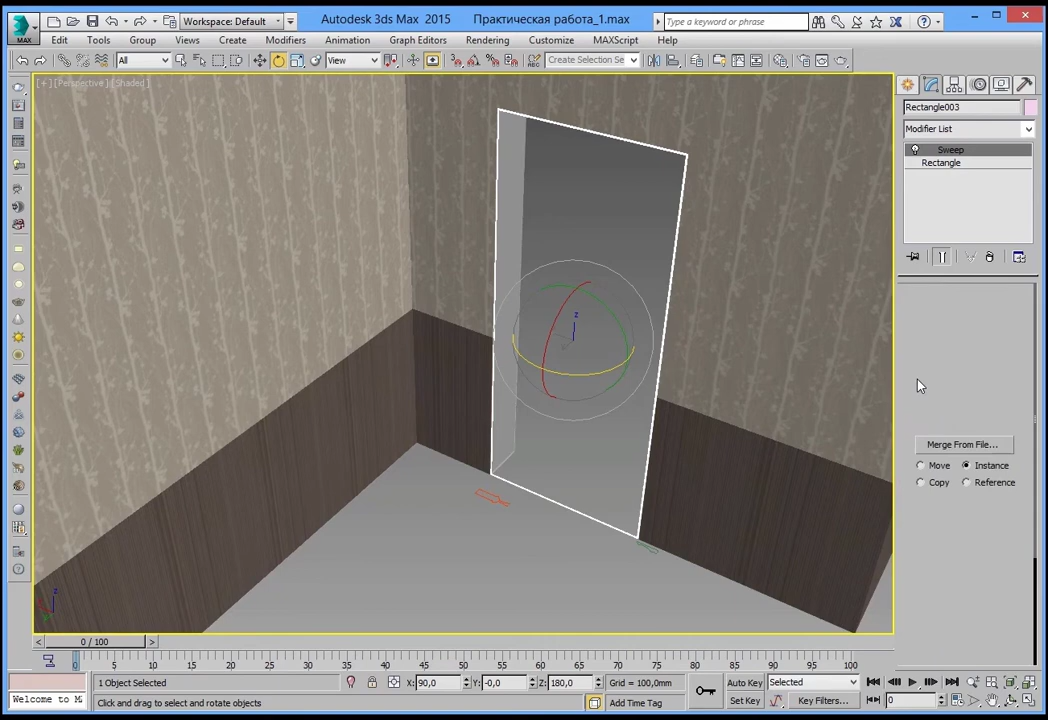 Workspace: Default
Autodesk 3ds Max 2015
Практическая работа_1.max
Type a keyword or phrase
MAX
Edit Tools Group Views Create Modifiers Animation Graph Editors Rendering Customize MAXScript Help
All
View
Create Selection Se
[+][Perspective][Shaded]
Rectangle003
Modifier List
Sweep
Rectangle
Merge From File...
Move Instance
Copy Reference
z
z
0 / 100
0 5 10 15 20 25 30 35 40 45 50 55 60 65 70 75 80 85 90 95 100
1 Object Selected
X: 90,0 Y: -0,0 Z: 180,0
Grid = 100,0mm
Auto Key Selected
Welcome to M
Click and drag to select and rotate objects
Add Time Tag
Set Key Key Filters...
0